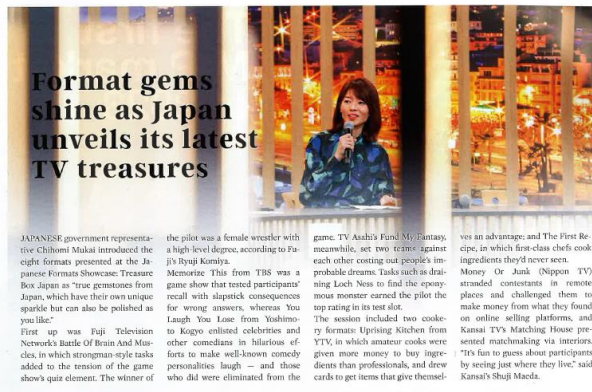 Format gems
shine as Japan
unveils its latest
TV treasures
JAPANESE government representa-
tive Chihomi Mukai introduced the
eight formats presented at the Ja-
panese Formats Showcase: Treasure
Box Japan as "true gemstones from
Japan, which have their own unique
sparkle but can also be polished as
you like."
First up was Fuji Television
Network's Battle Of Brain And Mus-
cles, in which strongman-style tasks
added to the tension of the game
show's quiz element. The winner of
the pilot was a female wrestler with
a high-level degree, according to Fu-
ji's Ryuji Komiya.
Memorize This from TBS was a
game show that tested participants'
recall with slapstick consequences
for wrong answers, whereas You
Laugh You Lose from Yoshimo-
to Kogyo enlisted celebrities and
other comedians in hilarious ef-
forts to make well-known comedy
personalities laugh — and those
who did were eliminated from the
game. TV Asahi's Fund My Fantasy,
meanwhile, set two teams against
each other costing out people's im-
probable dreams. Tasks such as drai-
ning Loch Ness to find the epony-
mous monster earned the pilot the
top rating in its test slot.
The session included two cooke-
ry formats: Uprising Kitchen from
YTV, in which amateur cooks were
given more money to buy ingre-
dients than professionals, and drew
cards to get items that give themsel-
ves an advantage; and The First Re-
cipe, in which first-class chefs cook
ingredients they'd never seen.
Money Or Junk (Nippon TV)
stranded contestants in remote
places and challenged them to
make money from what they found
on online selling platforms, and
Kansai TV's Matching House pre-
sented matchmaking via interiors.
"It's fun to guess about participants
by seeing just where they live," said
Kansai's Shuji Maeda.